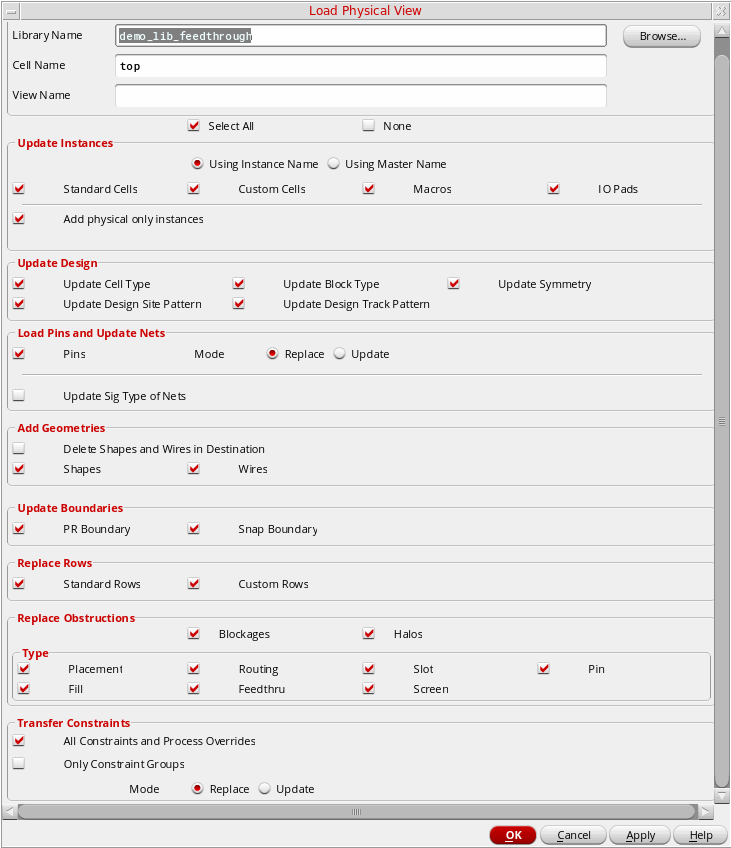 Load Physical View
Library Name demo_lib_feedthrough Browse...
Cell Name top
View Name
Select All None
Update Instances
Using Instance Name Using Master Name
Standard Cells Custom Cells Macros IO Pads
Add physical only instances
Update Design
Update Cell Type Update Block Type Update Symmetry
Update Design Site Pattern Update Design Track Pattern
Load Pins and Update Nets
Pins Mode Replace Update
Update Sig Type of Nets
Add Geometries
Delete Shapes and Wires in Destination
Shapes Wires
Update Boundaries
PR Boundary Snap Boundary
Replace Rows
Standard Rows Custom Rows
Replace Obstructions
Blockages Halos
Type
Placement Routing Slot Pin
Fill Feedthru Screen
Transfer Constraints
All Constraints and Process Overrides
Only Constraint Groups
Mode Replace Update
OK Cancel Apply Help